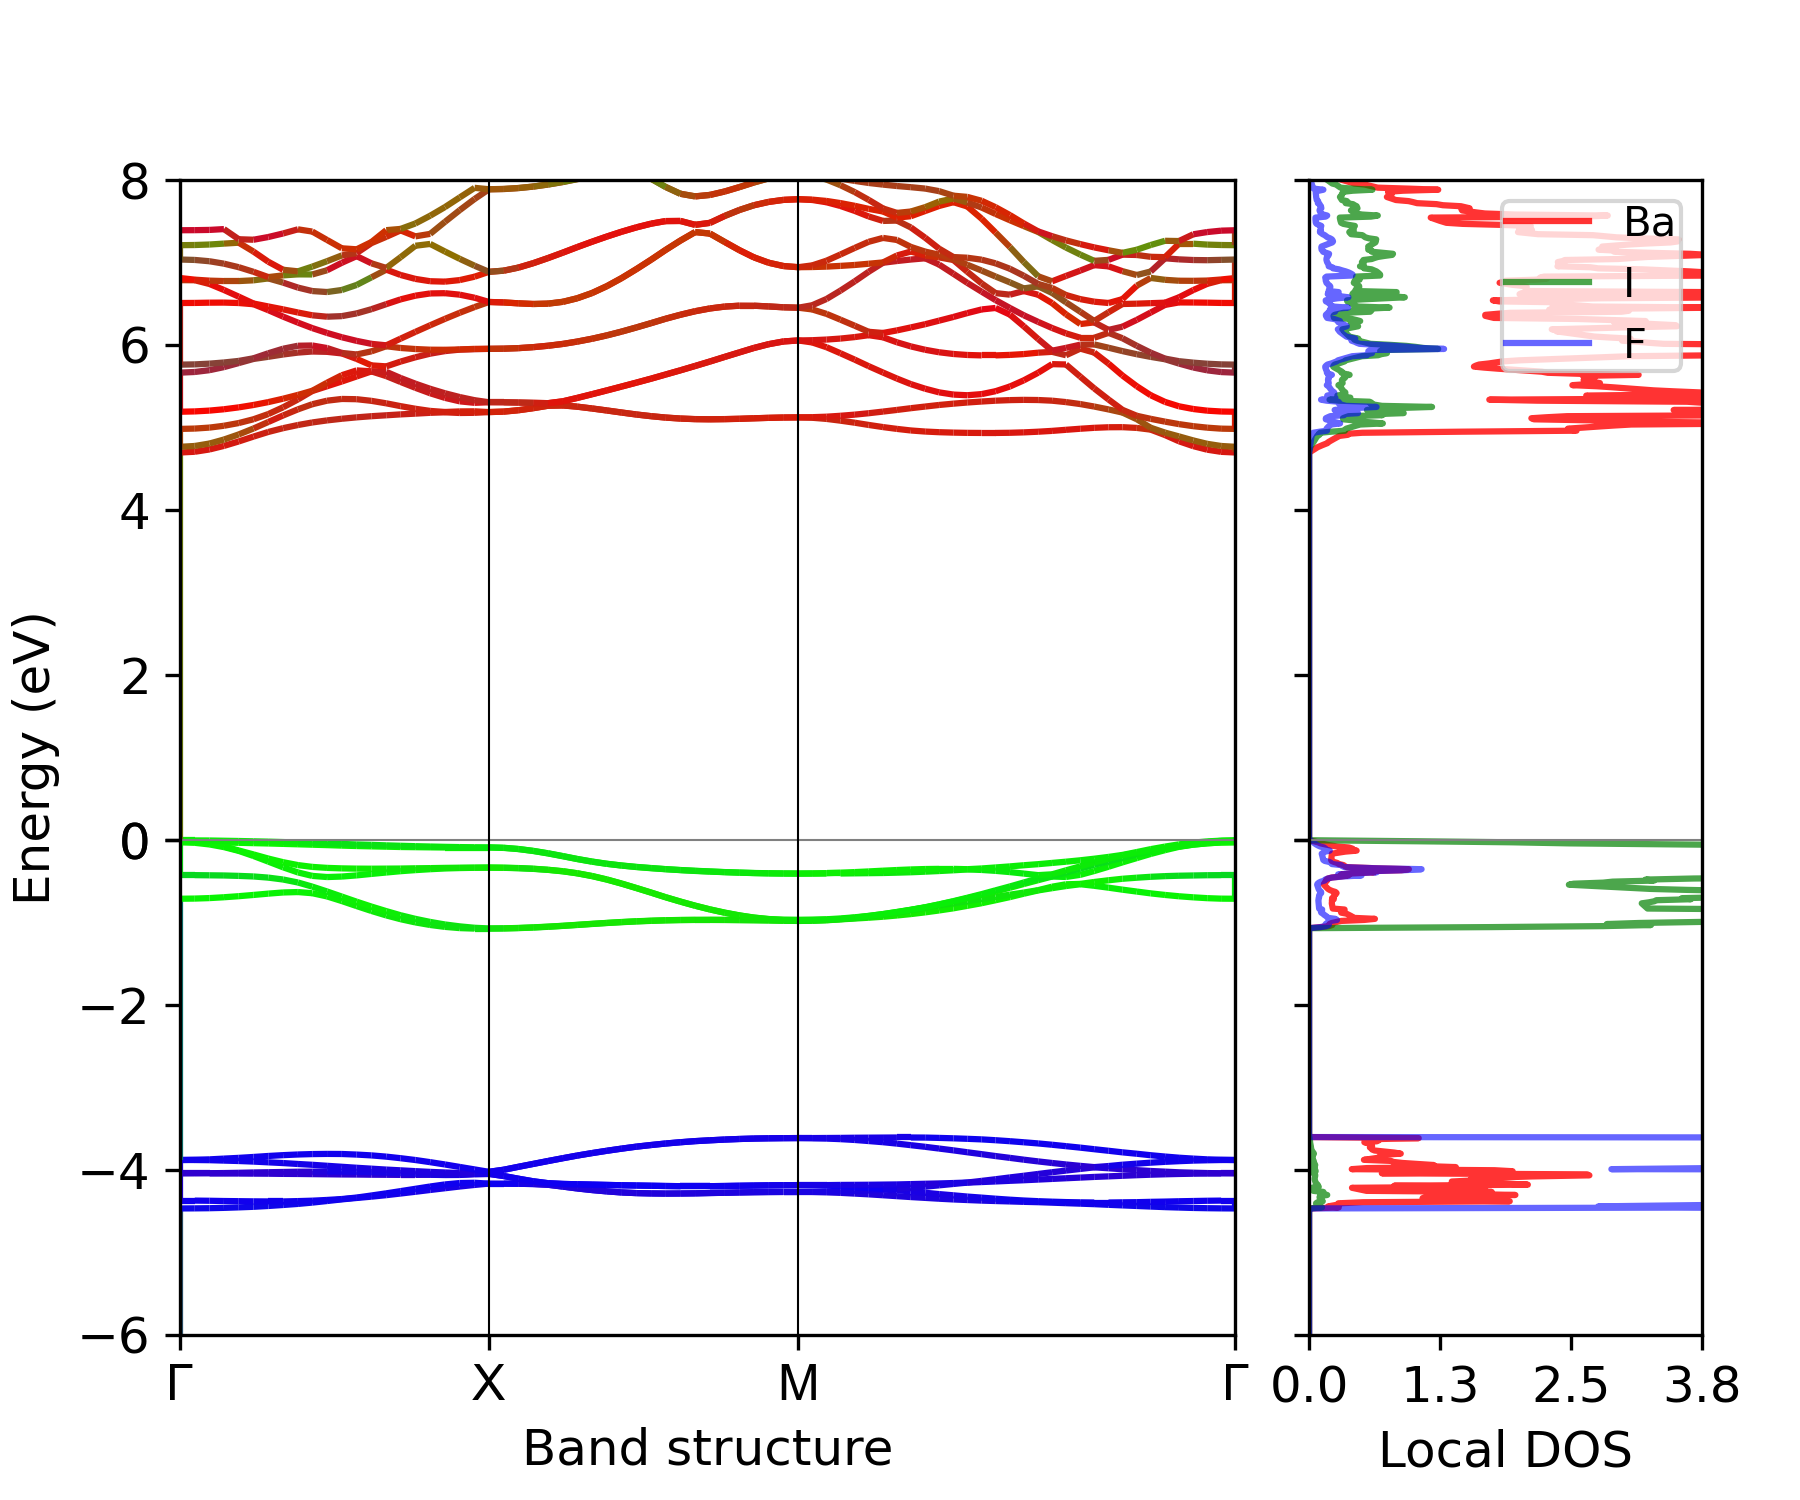 8
6
4
2
0
−2
−4
−6
Energy (eV)
Γ X M Γ
Band structure
Ba
I
F
0.0 1.3 2.5 3.8
Local DOS